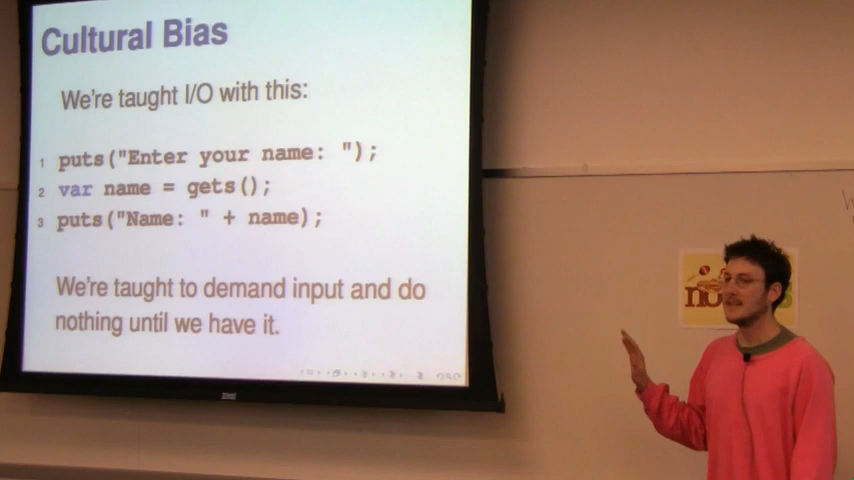 Cultural Bias
We're taught I/O with this:
1 puts("Enter your name: ");
2 var name = gets();
3 puts("Name: " + name);
We're taught to demand input and do
nothing until we have it.